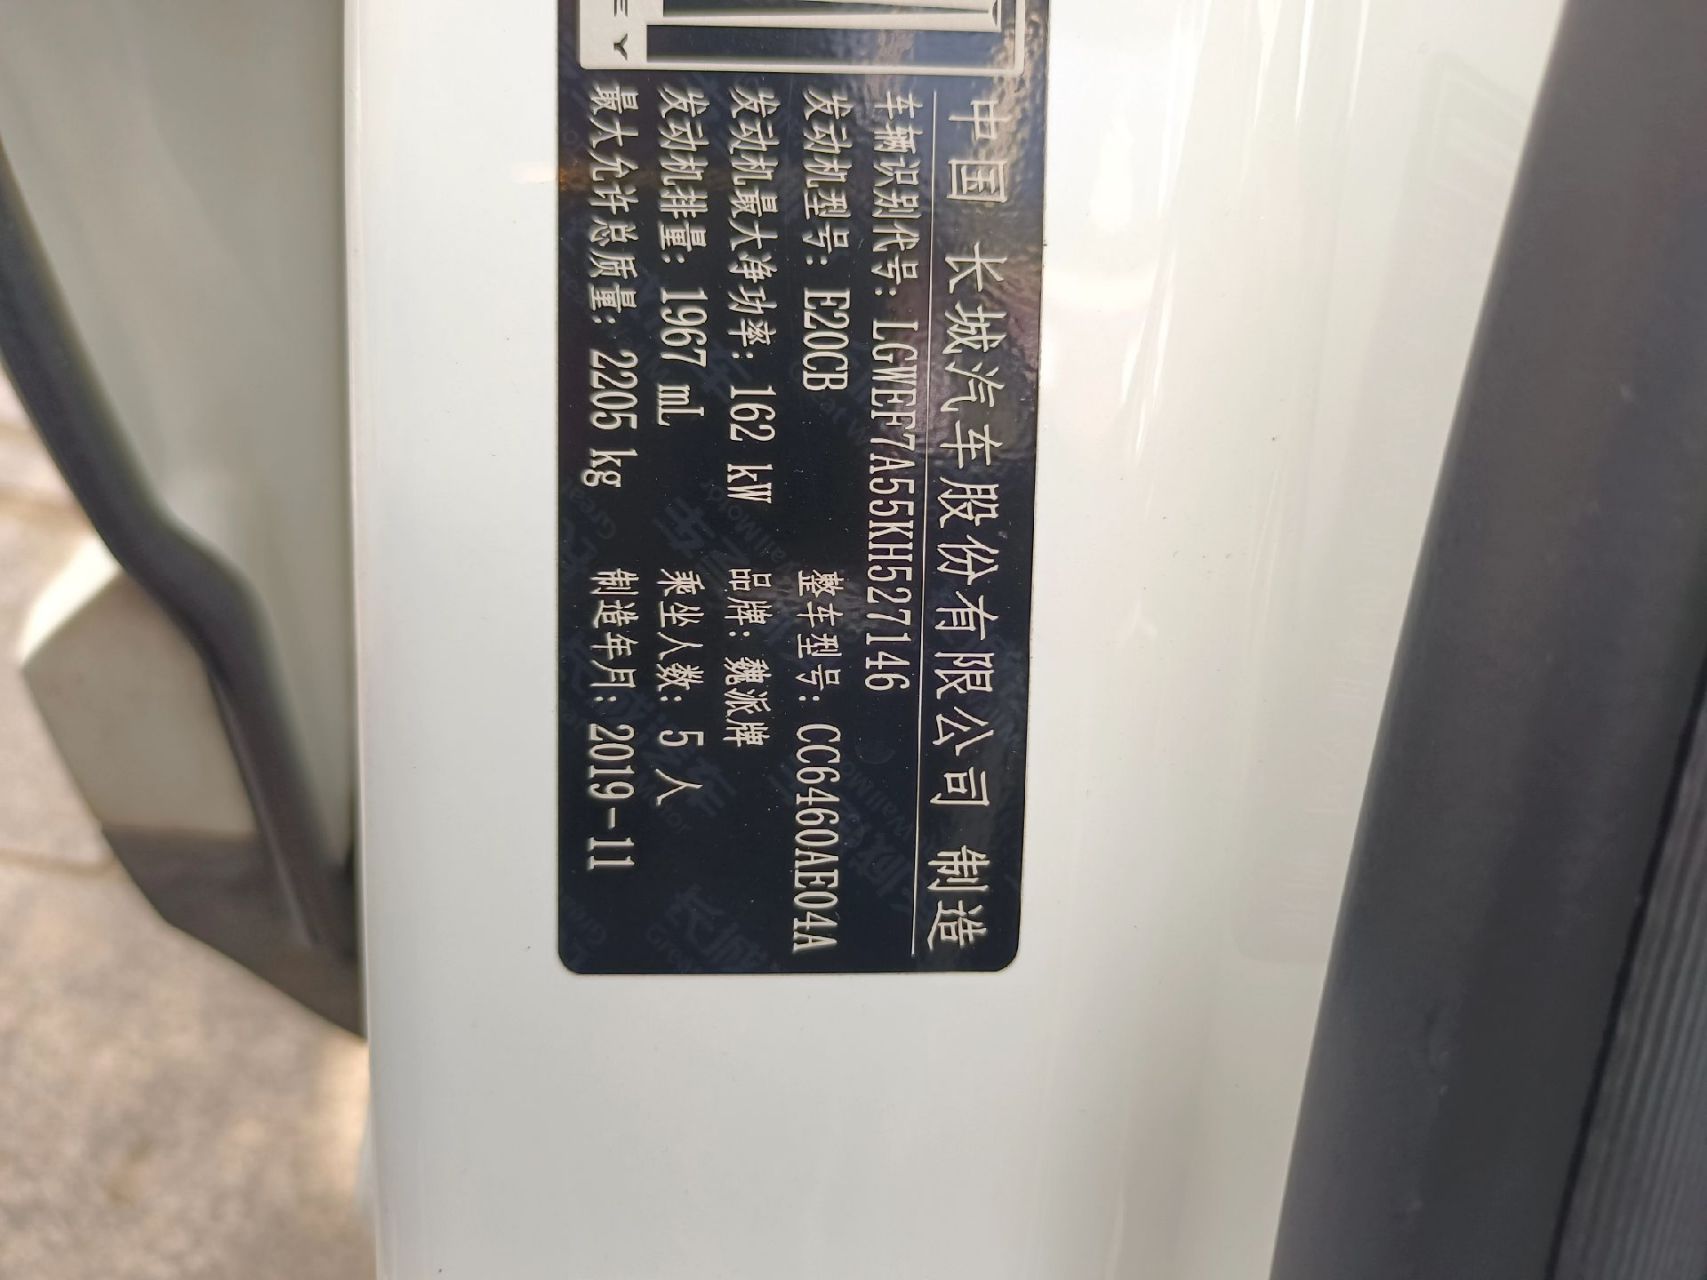 EY
中国 长城汽车股份有限公司 制造
车辆识别代号: LGWEF7A55KH527146
发动机型号: E20CB 整车型号: CC6460AE04A
发动机最大净功率: 162 kW 品牌: 魏派牌
发动机排量: 1967 mL 乘坐人数: 5 人
最大允许总质量: 2205 kg 制造年月: 2019-11